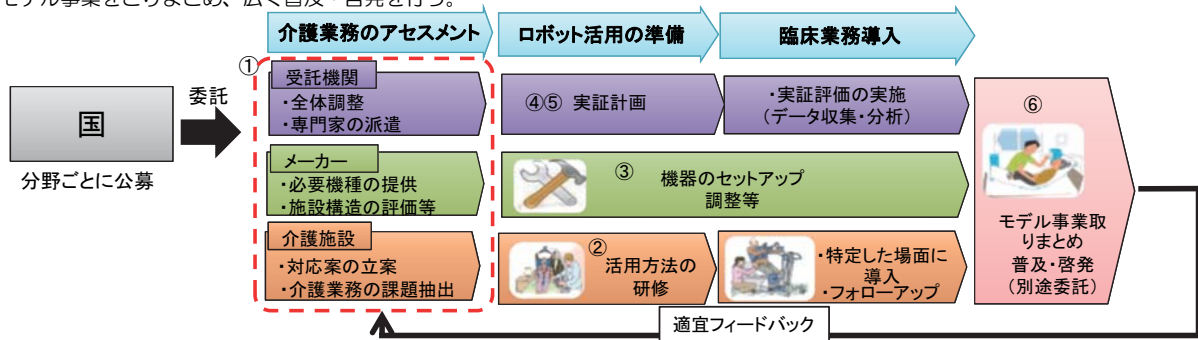 モデル事業をとりまとめ、広く普及・啓発を行う。
介護業務のアセスメント
ロボット活用の準備
臨床業務導入
①
受託機関
・全体調整
・専門家の派遣
④⑤ 実証計画
・実証評価の実施
(データ収集・分析)
国
委託
分野ごとに公募
メーカー
・必要機種の提供
・施設構造の評価等
③ 機器のセットアップ
調整等
介護施設
・対応案の立案
・介護業務の課題抽出
② 活用方法の
研修
・特定した場面に
導入
・フォローアップ
⑥
モデル事業取
りまとめ
普及・啓発
(別途委託)
適宜フィードバック